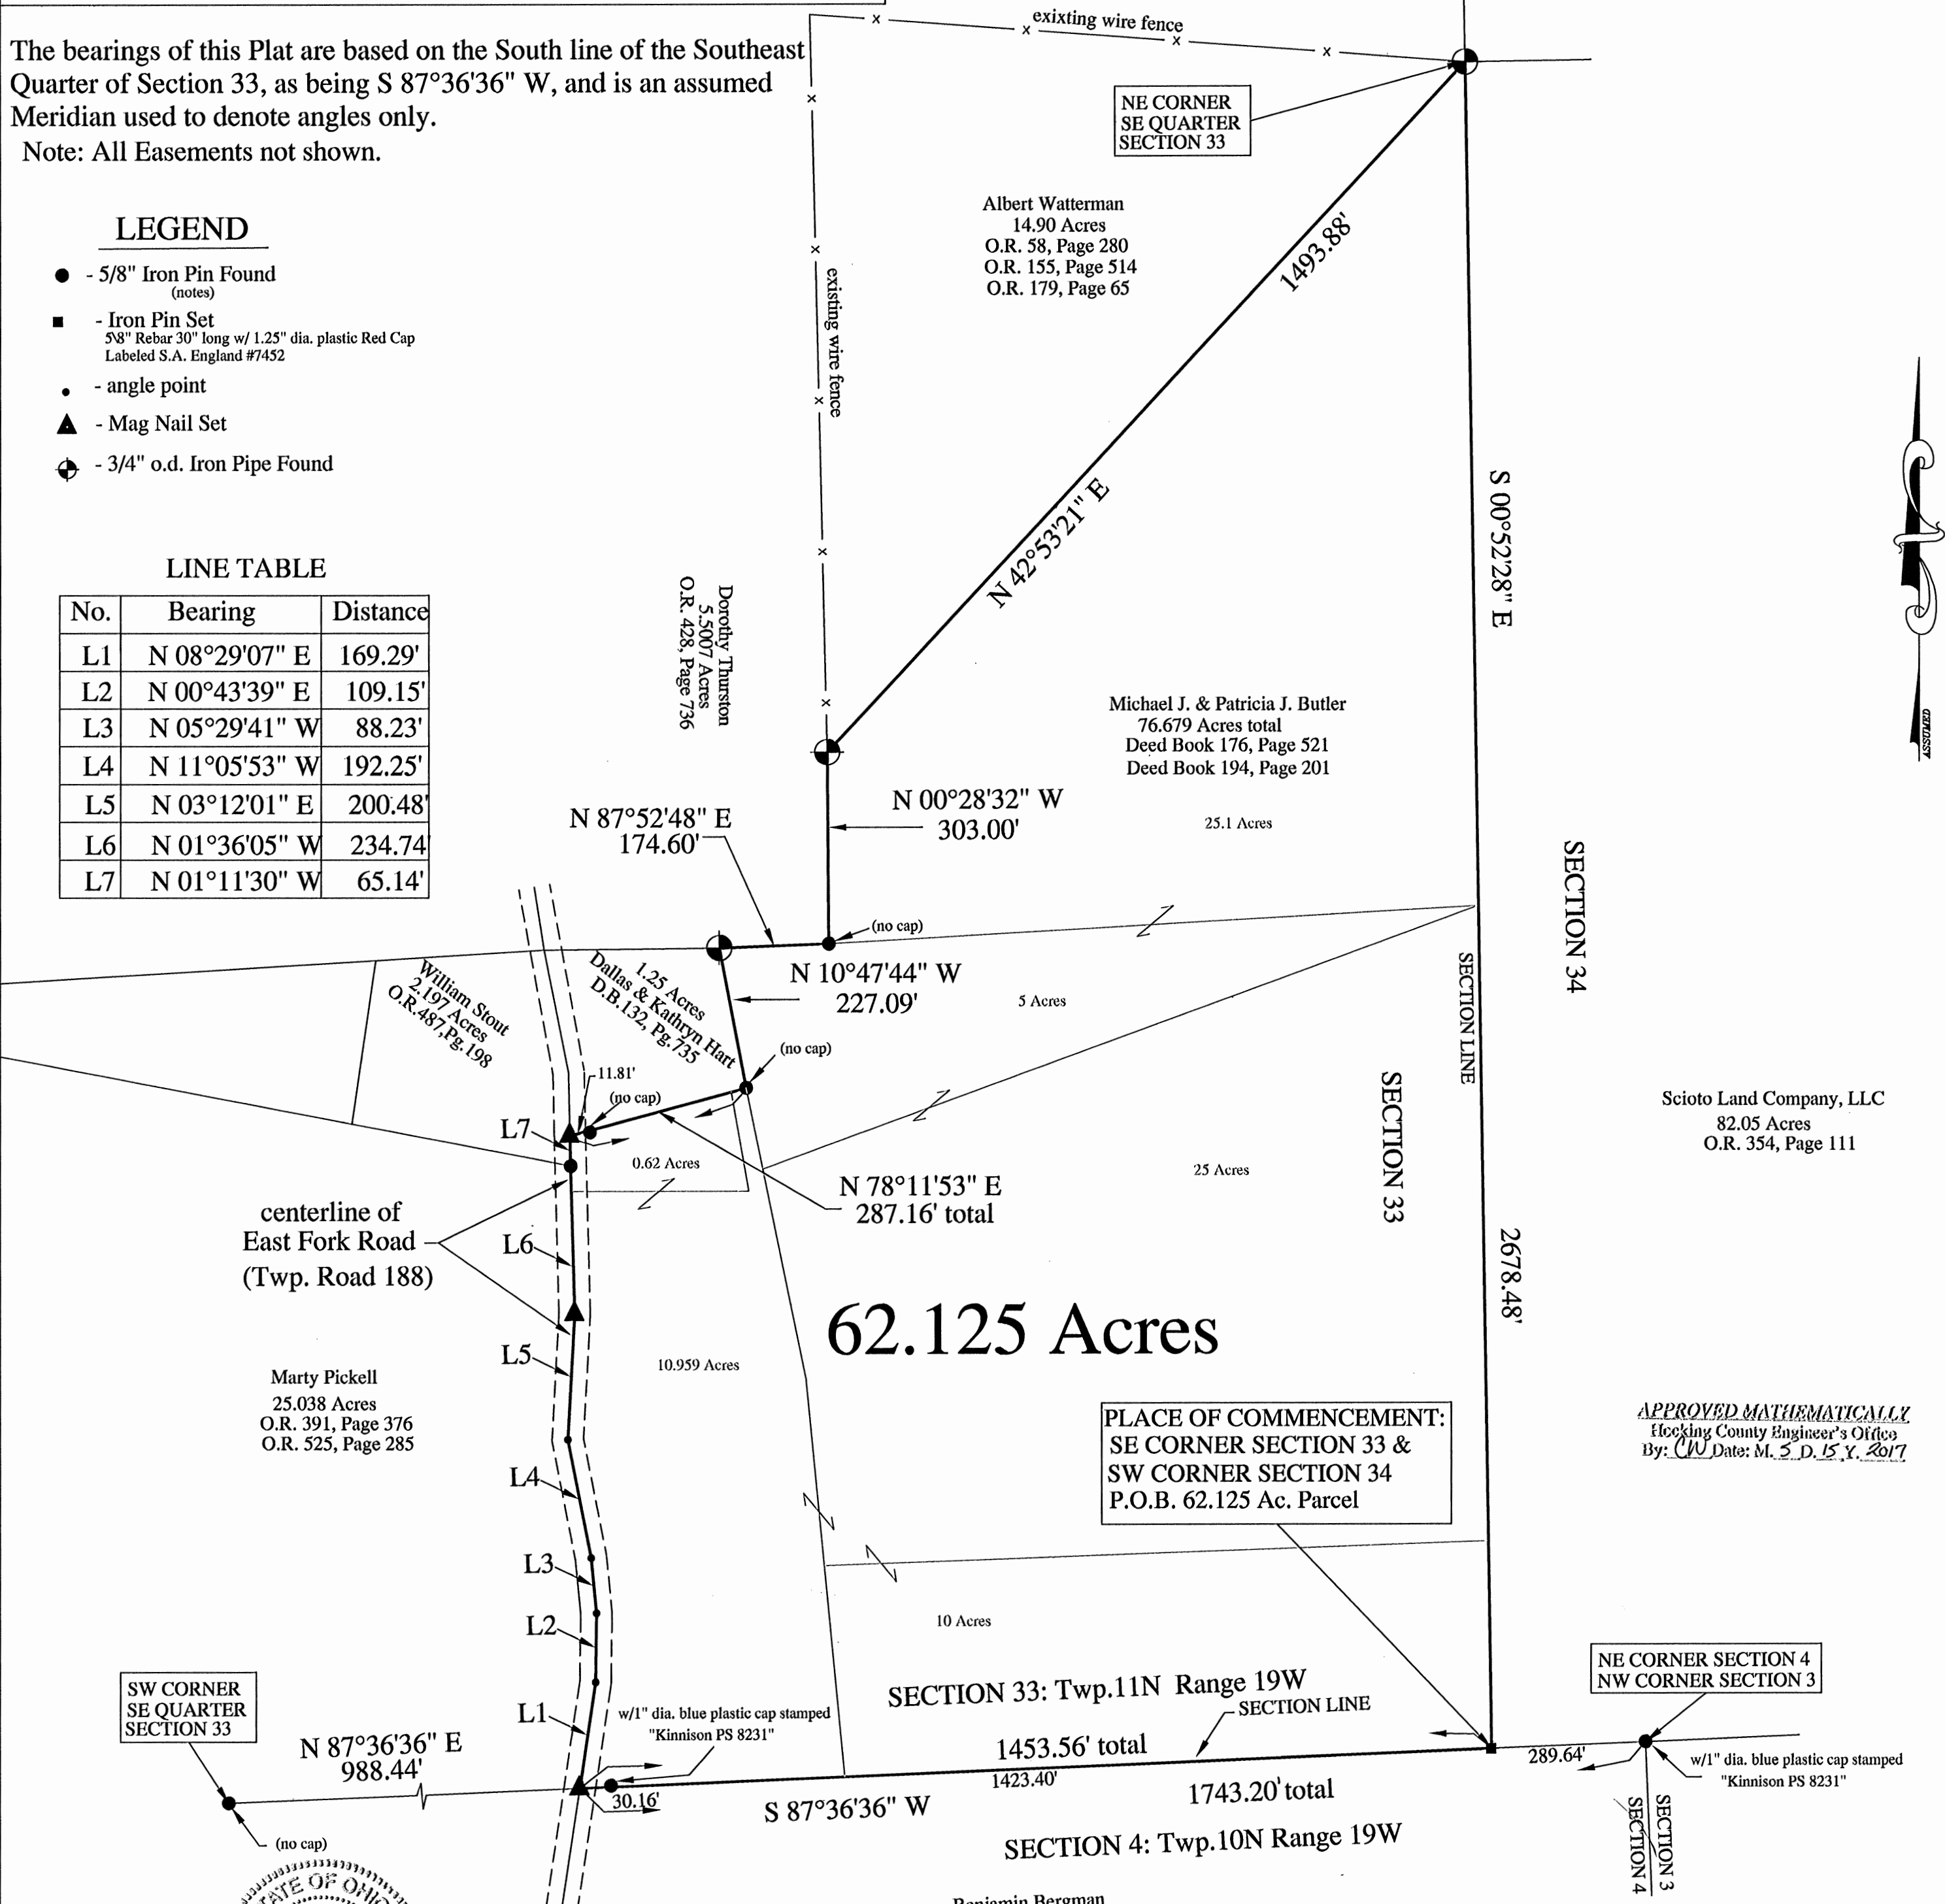 The bearings of this Plat are based on the South line of the Southeast
Quarter of Section 33, as being S 87°36'36" W, and is an assumed
Meridian used to denote angles only.
Note: All Easements not shown.
LEGEND
- 5/8" Iron Pin Found
(notes)
- Iron Pin Set
5\8" Rebar 30" long w/ 1.25" dia. plastic Red Cap
Labeled S.A. England #7452
- angle point
- Mag Nail Set
- 3/4" o.d. Iron Pipe Found
LINE TABLE
No. Bearing Distance
L1 N 08°29'07" E 169.29'
L2 N 00°43'39" E 109.15'
L3 N 05°29'41" W 88.23'
L4 N 11°05'53" W 192.25'
L5 N 03°12'01" E 200.48'
L6 N 01°36'05" W 234.74'
L7 N 01°11'30" W 65.14'
exixting wire fence
NE CORNER
SE QUARTER
SECTION 33
Albert Watterman
14.90 Acres
O.R. 58, Page 280
O.R. 155, Page 514
O.R. 179, Page 65
existing wire fence
1493.88'
N 42°53'21" E
S 00°52'28" E
ASSUMED
Dorothy Thurston
5.5007 Acres
O.R. 428, Page 736
Michael J. & Patricia J. Butler
76.679 Acres total
Deed Book 176, Page 521
Deed Book 194, Page 201
25.1 Acres
N 87°52'48" E
174.60'
N 00°28'32" W
303.00'
(no cap)
N 10°47'44" W
227.09'
5 Acres
SECTION 34
SECTION LINE
SECTION 33
William Stout
2.197 Acres
O.R.487,Pg.198
1.25 Acres
Dallas & Kathryn Hart
D.B.132, Pg.735
(no cap)
11.81'
(no cap)
L7
0.62 Acres
N 78°11'53" E
287.16' total
25 Acres
Scioto Land Company, LLC
82.05 Acres
O.R. 354, Page 111
centerline of
East Fork Road
(Twp. Road 188)
L6
2678.48'
62.125 Acres
L5
10.959 Acres
Marty Pickell
25.038 Acres
O.R. 391, Page 376
O.R. 525, Page 285
PLACE OF COMMENCEMENT:
SE CORNER SECTION 33 &
SW CORNER SECTION 34
P.O.B. 62.125 Ac. Parcel
APPROVED MATHEMATICALLY
Hocking County Engineer's Office
By: CW Date: M. 5 D. 15 Y. 2017
L4
L3
L2
10 Acres
L1
SW CORNER
SE QUARTER
SECTION 33
N 87°36'36" E
988.44'
(no cap)
w/1" dia. blue plastic cap stamped
"Kinnison PS 8231"
SECTION 33: Twp.11N Range 19W
SECTION LINE
1453.56' total
1423.40'
30.16'
S 87°36'36" W
1743.20' total
SECTION 4: Twp.10N Range 19W
NE CORNER SECTION 4
NW CORNER SECTION 3
289.64'
w/1" dia. blue plastic cap stamped
"Kinnison PS 8231"
SECTION 3
SECTION 4
STATE OF OHIO
Benjamin Bergman